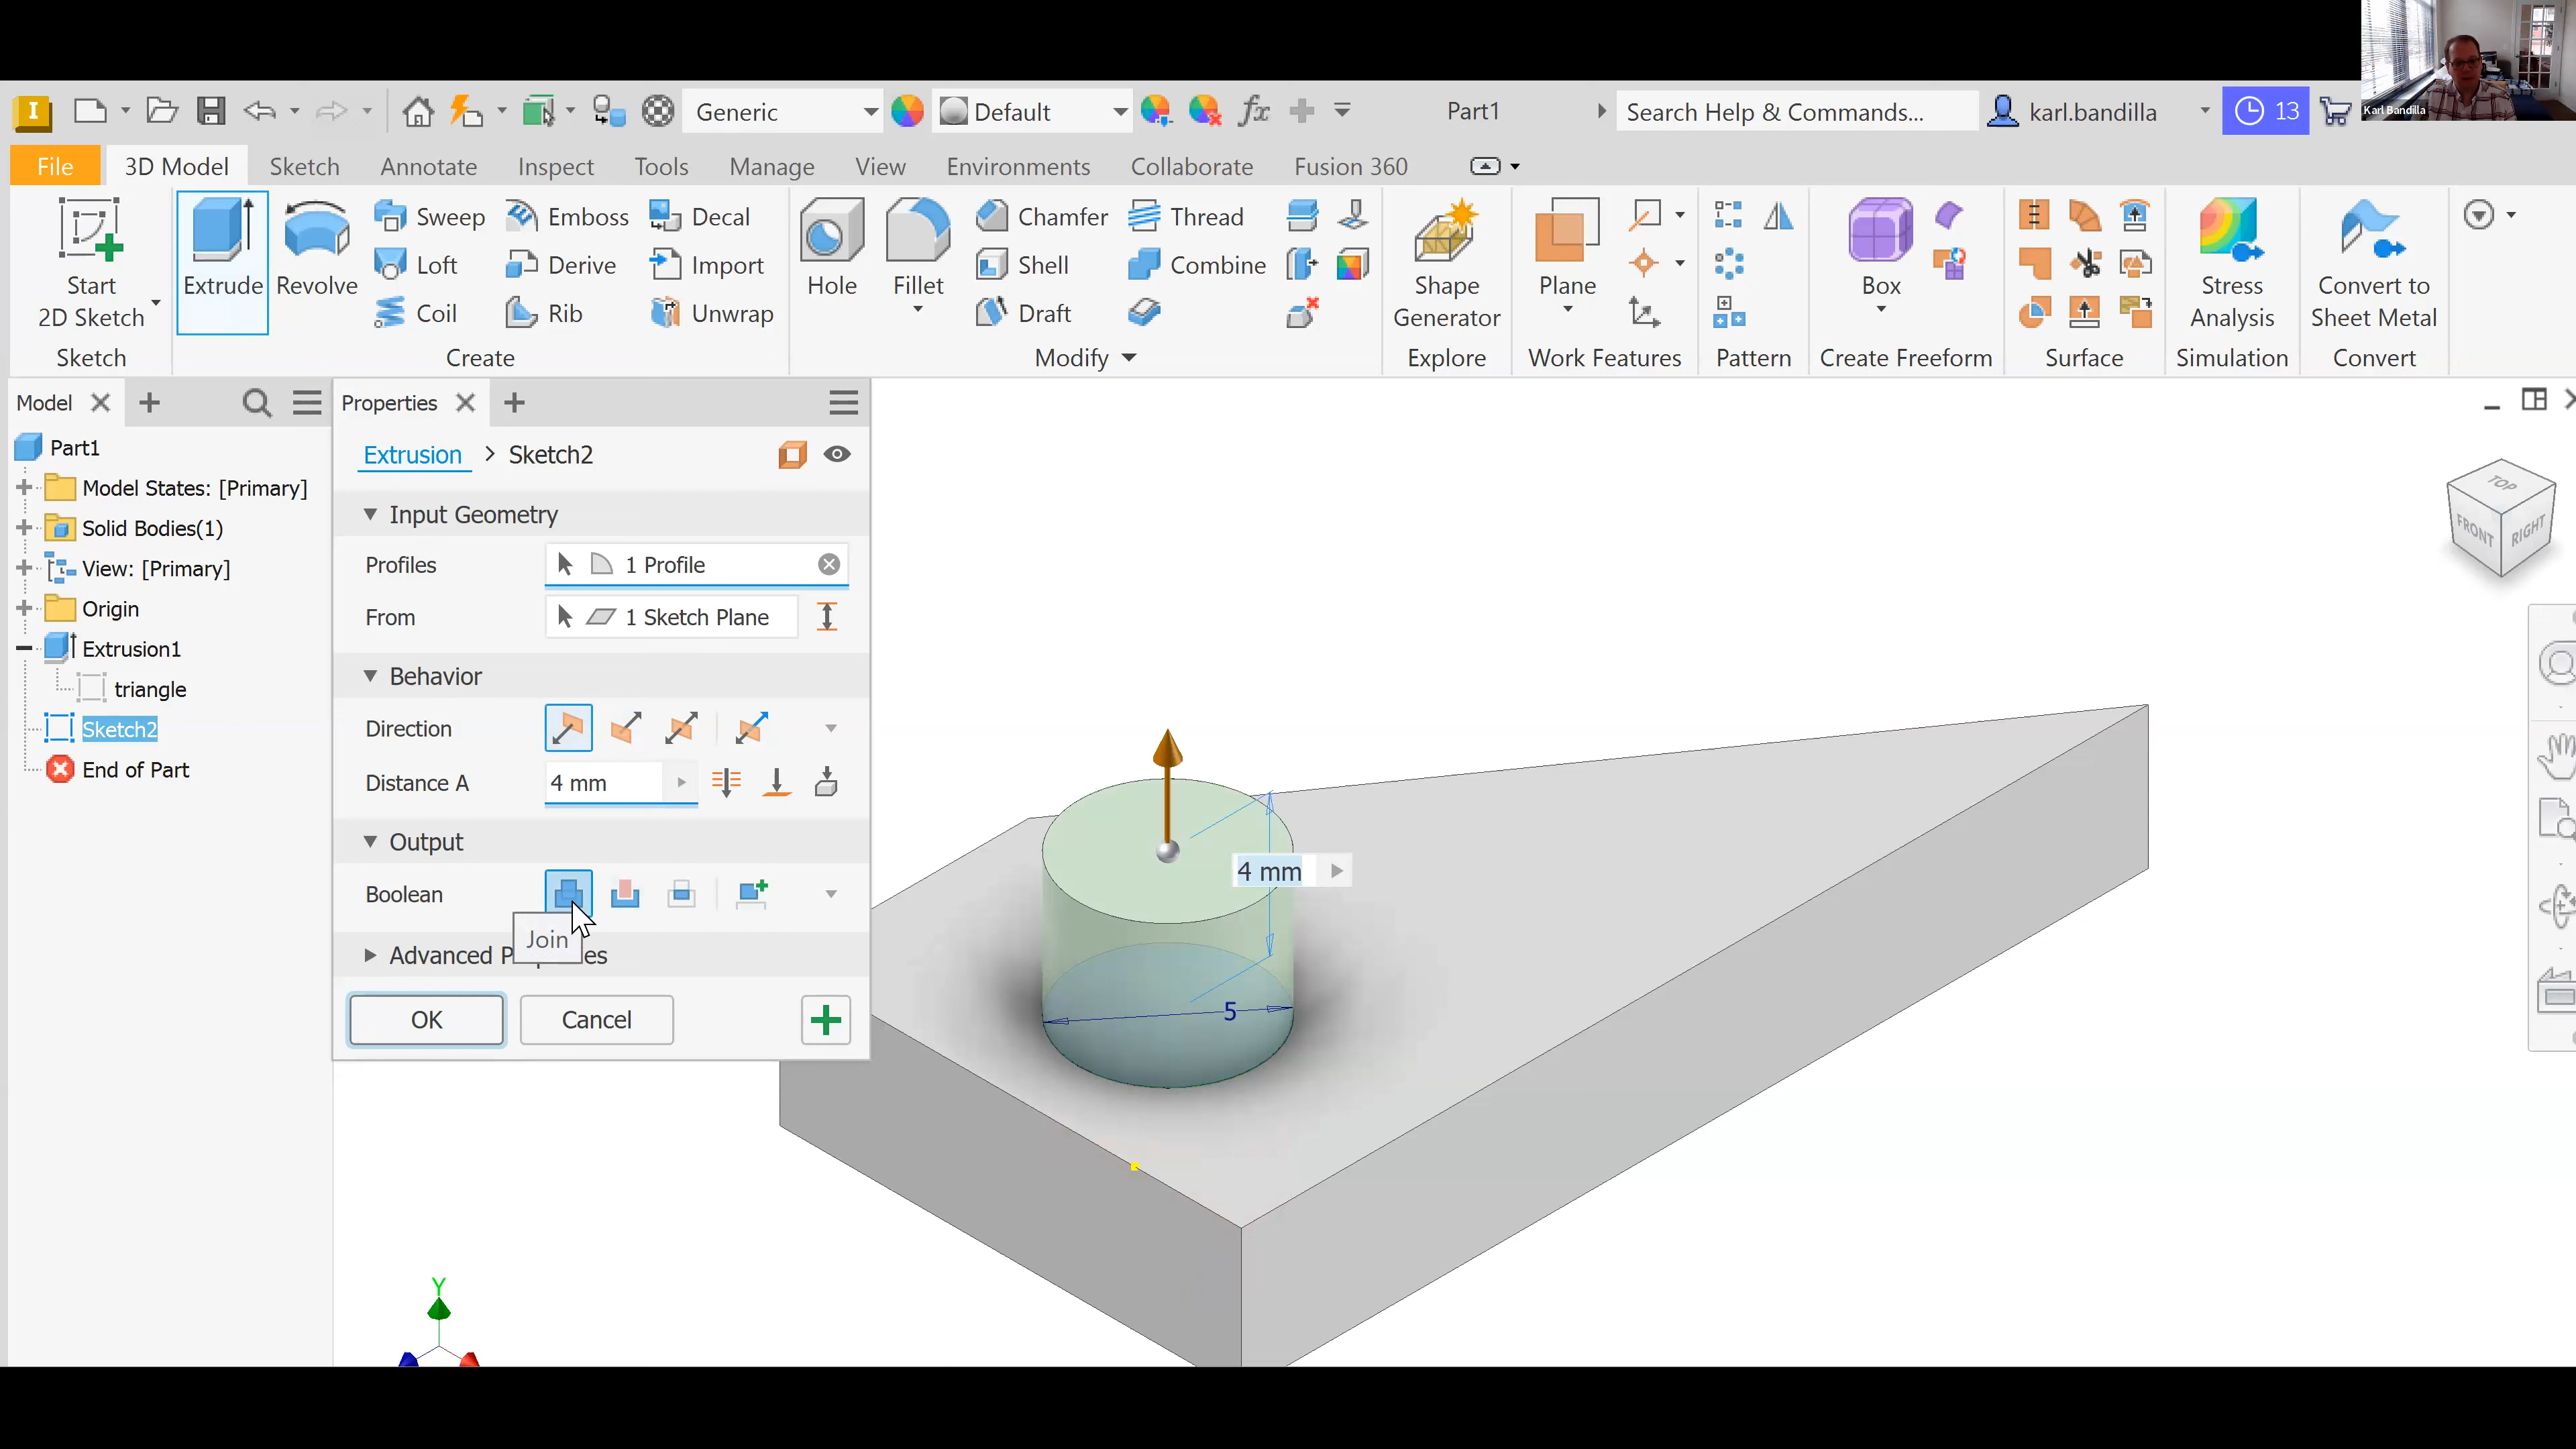 Karl Bandilla
I
Generic
Default
fx
Part1
Search Help & Commands...
karl.bandilla
13
File
3D Model
Sketch
Annotate
Inspect
Tools
Manage
View
Environments
Collaborate
Fusion 360
Start
2D Sketch
Extrude
Revolve
Sweep
Loft
Coil
Emboss
Derive
Rib
Decal
Import
Unwrap
Hole
Fillet
Chamfer
Shell
Draft
Thread
Combine
Shape
Generator
Plane
Box
Stress
Analysis
Convert to
Sheet Metal
Sketch
Create
Modify
Explore
Work Features
Pattern
Create Freeform
Surface
Simulation
Convert
Model
Part1
Model States: [Primary]
Solid Bodies(1)
View: [Primary]
Origin
Extrusion1
triangle
Sketch2
End of Part
Properties
Extrusion > Sketch2
Input Geometry
Profiles
1 Profile
From
1 Sketch Plane
Behavior
Direction
Distance A
4 mm
Output
Boolean
Join
Advanced P
es
OK
Cancel
4 mm
5
TOP
FRONT
RIGHT
Y